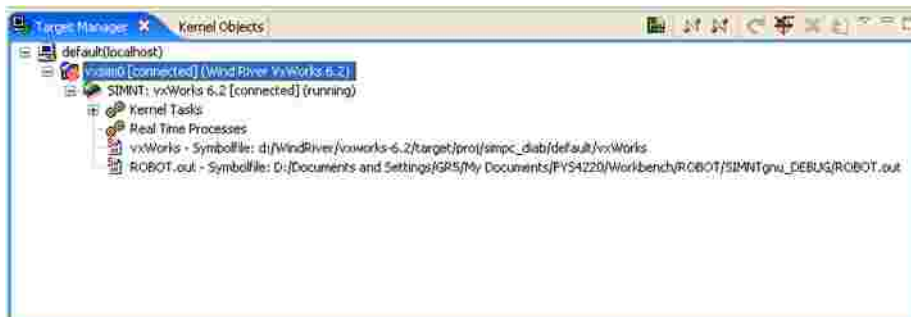 Target Manager Kernel Objects
default(localhost)
vxsim0 [connected] (Wind River VxWorks 6.2)
SIMNT: vxWorks 6.2 [connected] (running)
Kernel Tasks
Real Time Processes
vxWorks - Symbolfile: d:/WindRiver/vxworks-6.2/target/proj/simpc_diab/default/vxWorks
ROBOT.out - Symbolfile: D:/Documents and Settings/GRS/My Documents/FYS4220/Workbench/ROBOT/SIMNTgnu_DEBUG/ROBOT.out